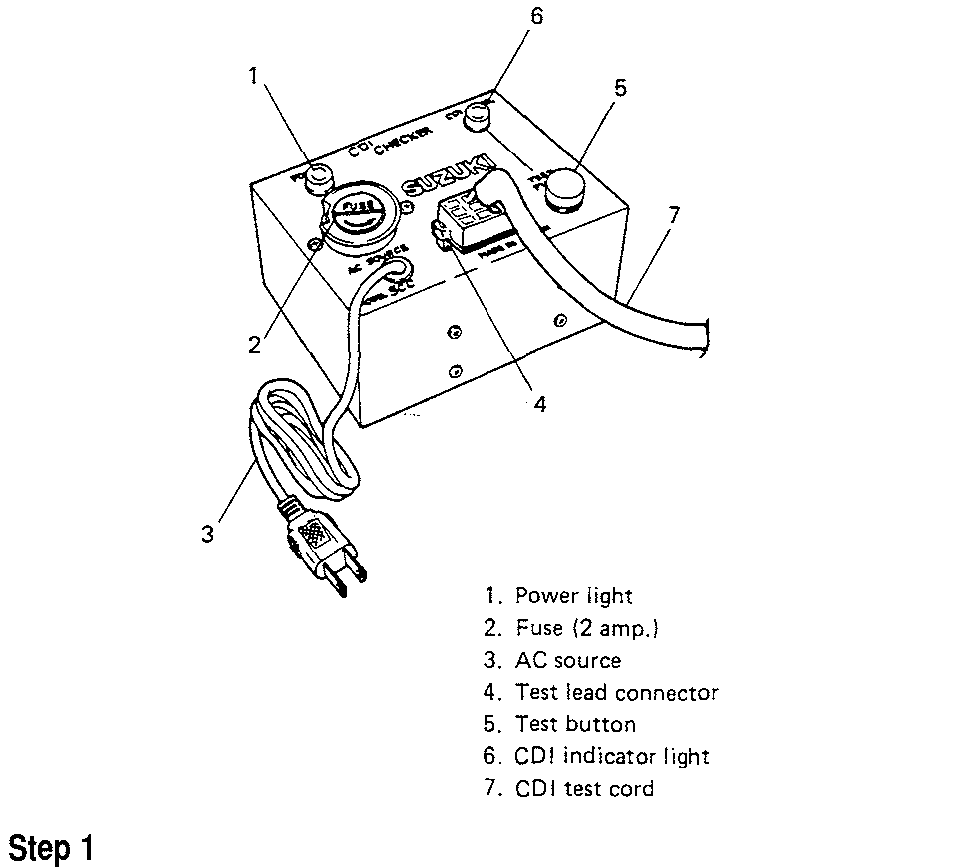 6
1
5
CDI
CHECKER
SUZUKI
FUSE
7
AC SOURCE
MADE IN
2
4
3
1. Power light
2. Fuse (2 amp.)
3. AC source
4. Test lead connector
5. Test button
6. CDI indicator light
7. CDI test cord
Step 1